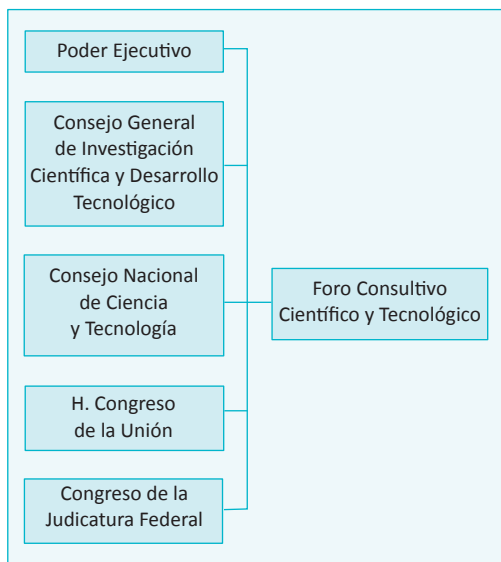 Poder Ejecutivo
Consejo General
de Investigación
Científica y Desarrollo
Tecnológico
Consejo Nacional
de Ciencia
y Tecnología
Foro Consultivo
Científico y Tecnológico
H. Congreso
de la Unión
Congreso de la
Judicatura Federal